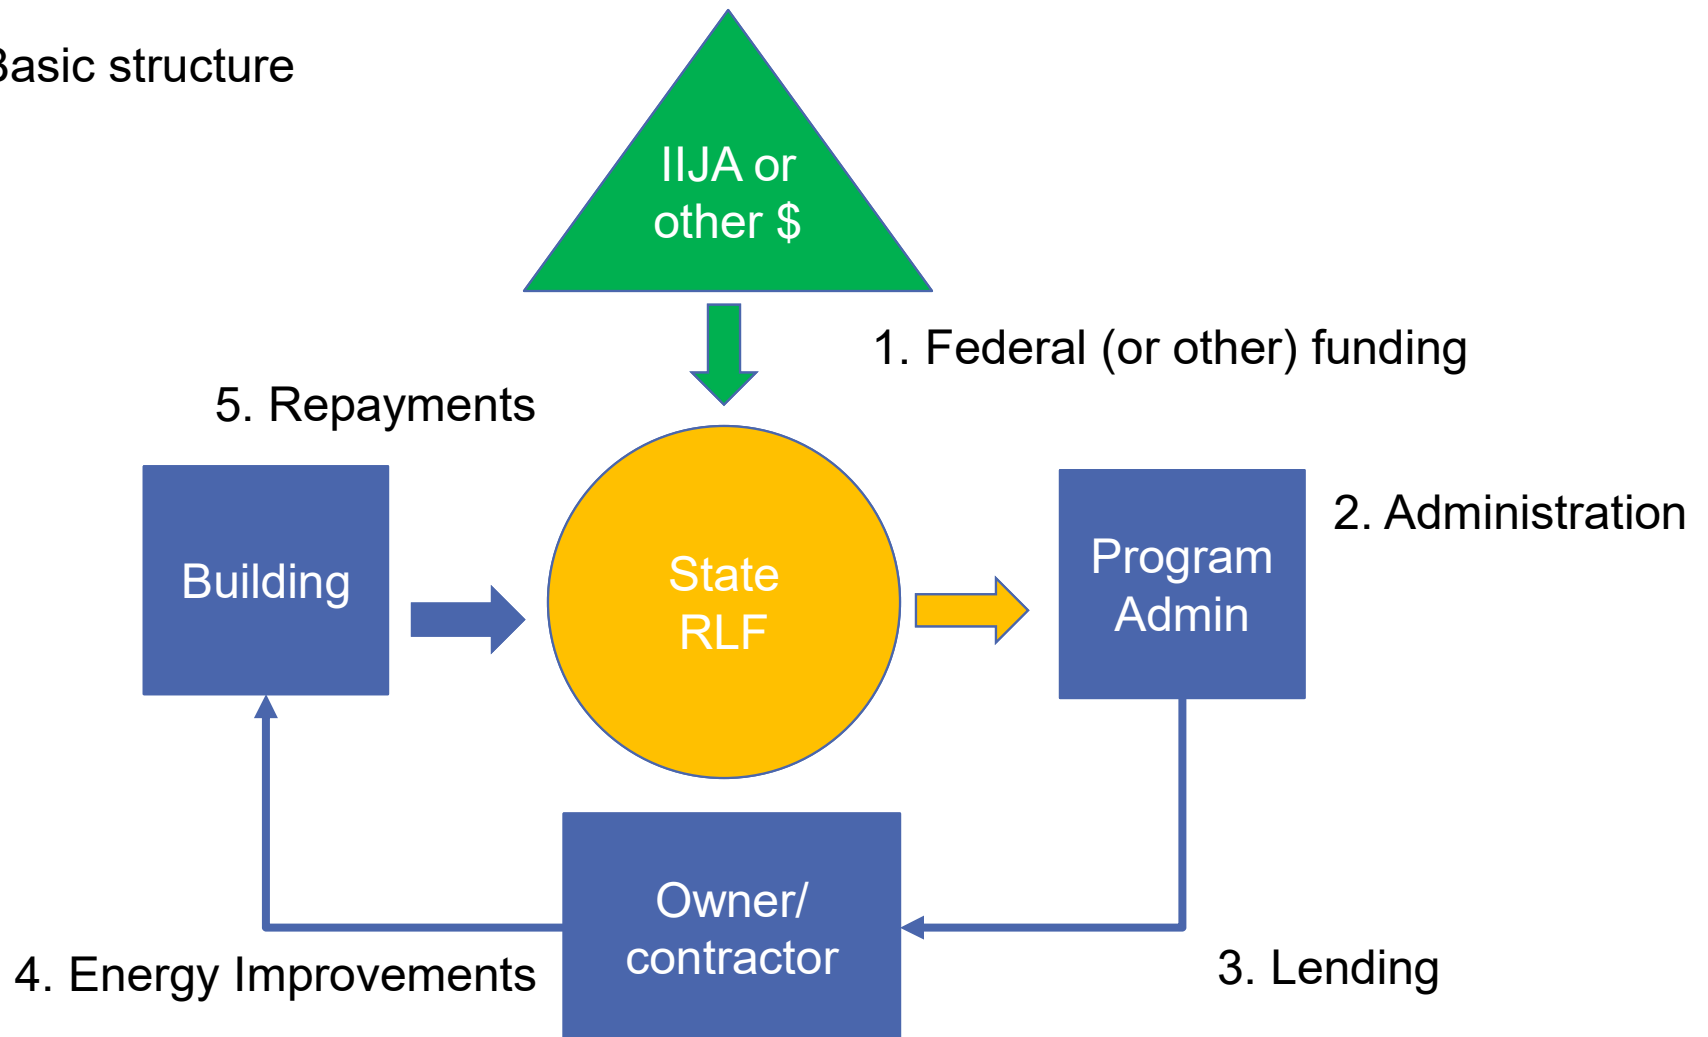 Basic structure
IIJA or
other $
1. Federal (or other) funding
5. Repayments
Building
State
RLF
Program
Admin
2. Administration
Owner/
contractor
4. Energy Improvements
3. Lending